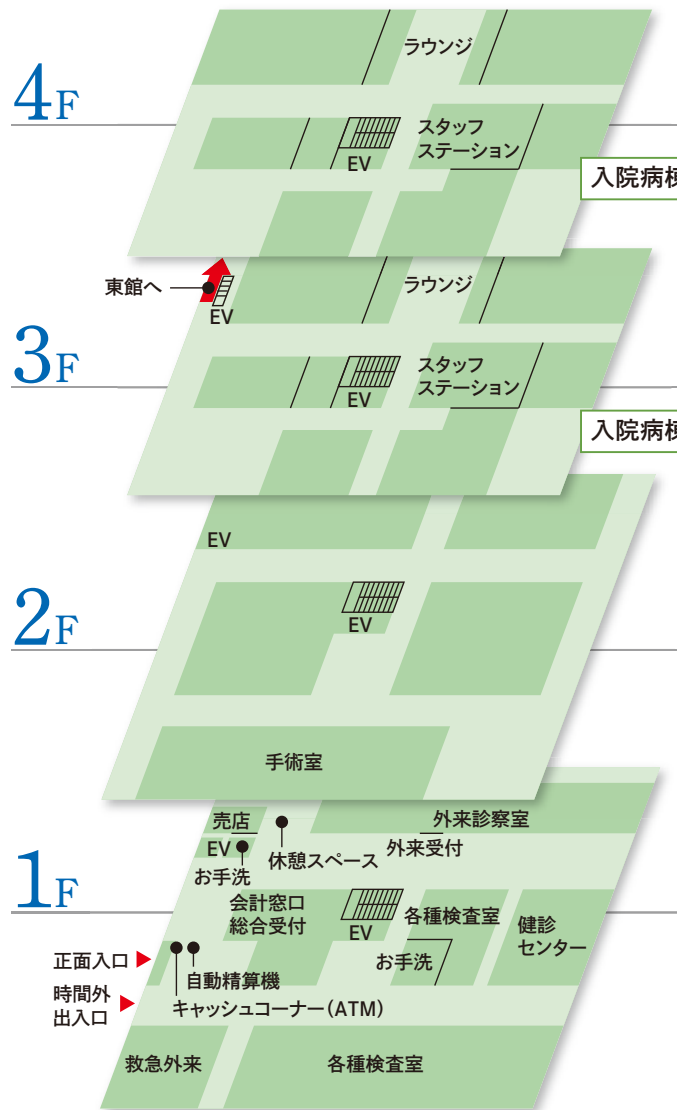 4F
ラウンジ
EV
スタッフ
ステーション
入院病棟
3F
東館へ
EV
ラウンジ
EV
スタッフ
ステーション
入院病棟
2F
EV
EV
手術室
1F
売店
外来診察室
EV
お手洗
休憩スペース
外来受付
会計窓口
総合受付
EV
各種検査室
お手洗
健診
センター
正面入口
自動精算機
時間外
出入口
キャッシュコーナー(ATM)
救急外来
各種検査室